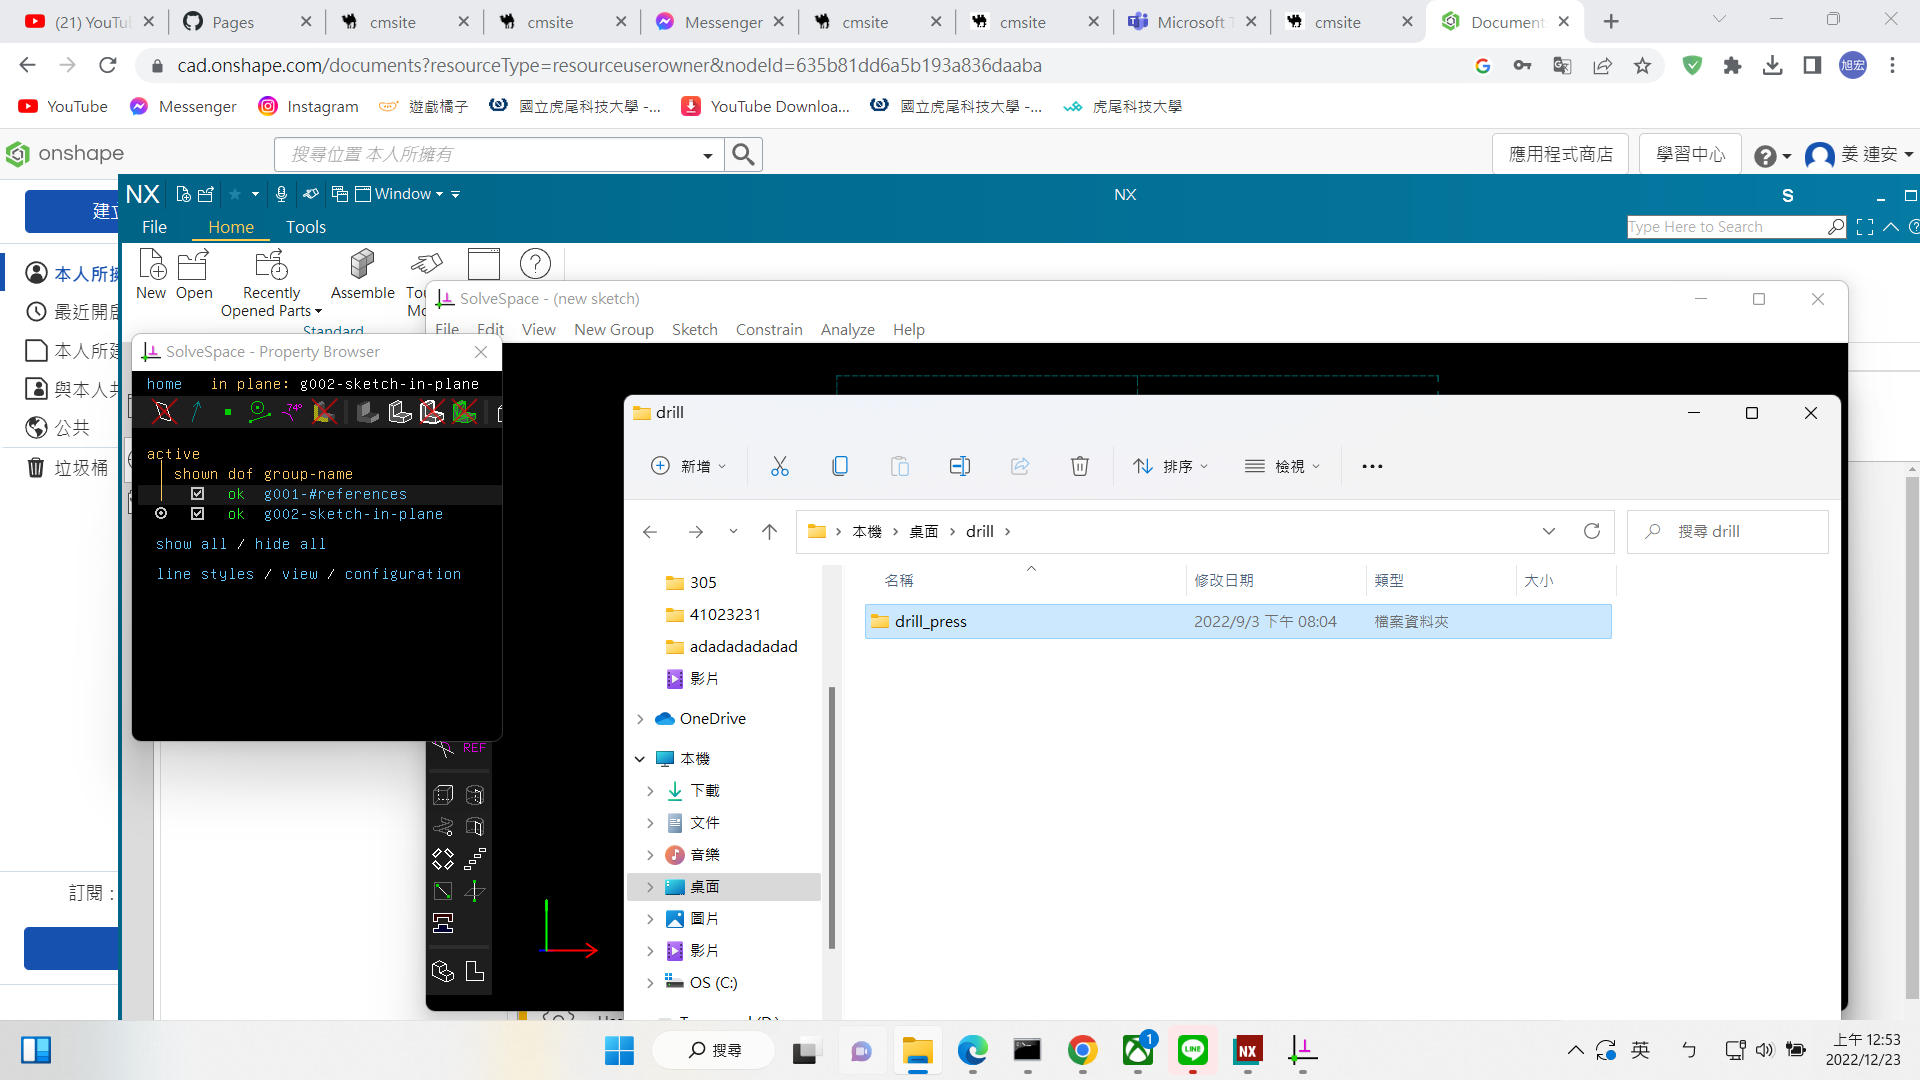 (21) YouTu
Pages
cmsite
cmsite
Messenger
cmsite
cmsite
Microsoft T
cmsite
Document
cad.onshape.com/documents?resourceType=resourceuserowner&nodeId=635b81dd6a5b193a836daaba
旭宏
YouTube
Messenger
Instagram
遊戲橘子
國立虎尾科技大學 -...
YouTube Downloa...
國立虎尾科技大學 -...
虎尾科技大學
onshape
搜尋位置 本人所擁有
應用程式商店
學習中心
姜 連安
建立
NX
Window
NX
S
File
Home
Tools
Type Here to Search
本人所擁
最近開啟
本人所建
與本人共
公共
垃圾桶
訂閱：
New
Open
Recently
Opened Parts
Assemble
Tou
Mo
Standard
SolveSpace - (new sketch)
File
Edit
View
New Group
Sketch
Constrain
Analyze
Help
SolveSpace - Property Browser
home in plane: g002-sketch-in-plane
active
shown dof group-name
ok g001-#references
ok g002-sketch-in-plane
show all / hide all
line styles / view / configuration
REF
drill
新增
排序
檢視
本機
桌面
drill
搜尋 drill
305
41023231
adadadadadad
影片
OneDrive
本機
下載
文件
音樂
桌面
圖片
影片
OS (C:)
名稱
修改日期
類型
大小
drill_press
2022/9/3 下午 08:04
檔案資料夾
搜尋
1
LINE
NX
英
ㄅ
上午 12:53
2022/12/23